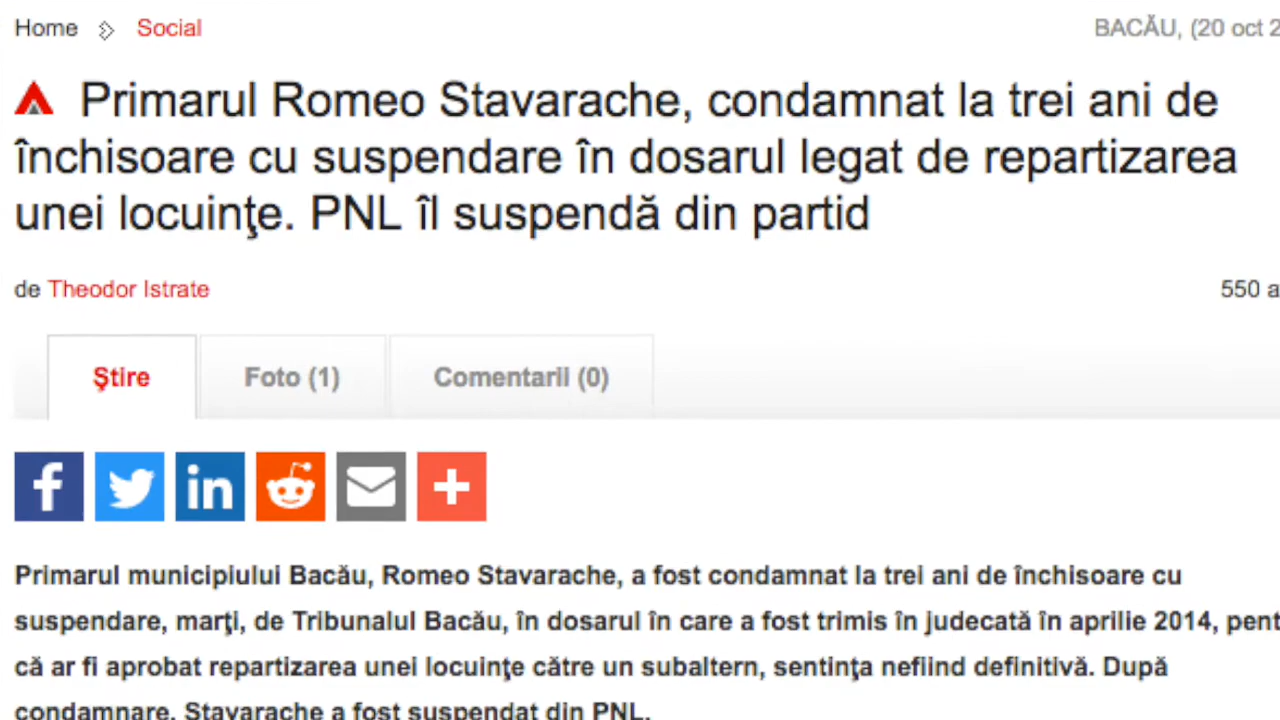 Home Social
BACĂU, (20 oct 2
Primarul Romeo Stavarache, condamnat la trei ani de
închisoare cu suspendare în dosarul legat de repartizarea
unei locuinţe. PNL îl suspendă din partid
de Theodor Istrate
550 a
Ştire Foto (1) Comentarii (0)
Primarul municipiului Bacău, Romeo Stavarache, a fost condamnat la trei ani de închisoare cu
suspendare, marţi, de Tribunalul Bacău, în dosarul în care a fost trimis în judecată în aprilie 2014, pent
că ar fi aprobat repartizarea unei locuinţe către un subaltern, sentinţa nefiind definitivă. După
condamnare, Stavarache a fost suspendat din PNL.